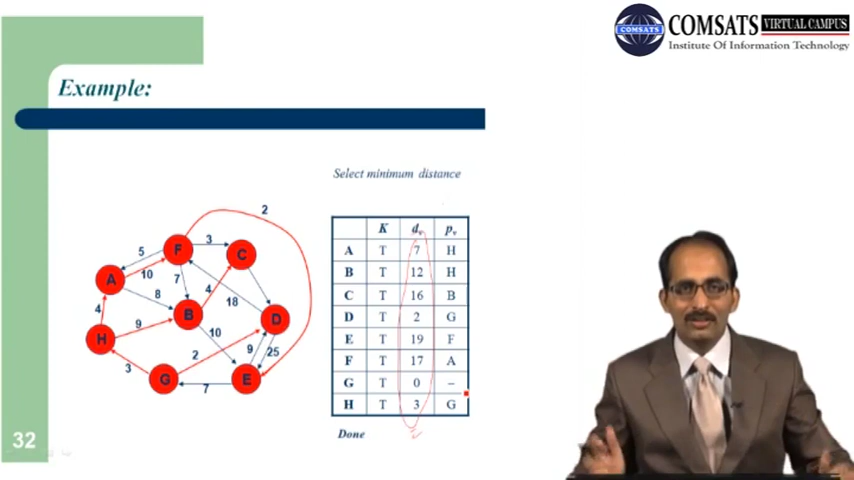 COMSATS VIRTUAL CAMPUS
COMSATS
Institute Of Information Technology
Example:
Select minimum distance
2
F 3 C
5
A 10 7
4 8 4 18
B D
H 9 10 9 25
2
3 G 7 E
K dv pv
A T 7 H
B T 12 H
C T 16 B
D T 2 G
E T 19 F
F T 17 A
G T 0 –
H T 3 G
Done
32